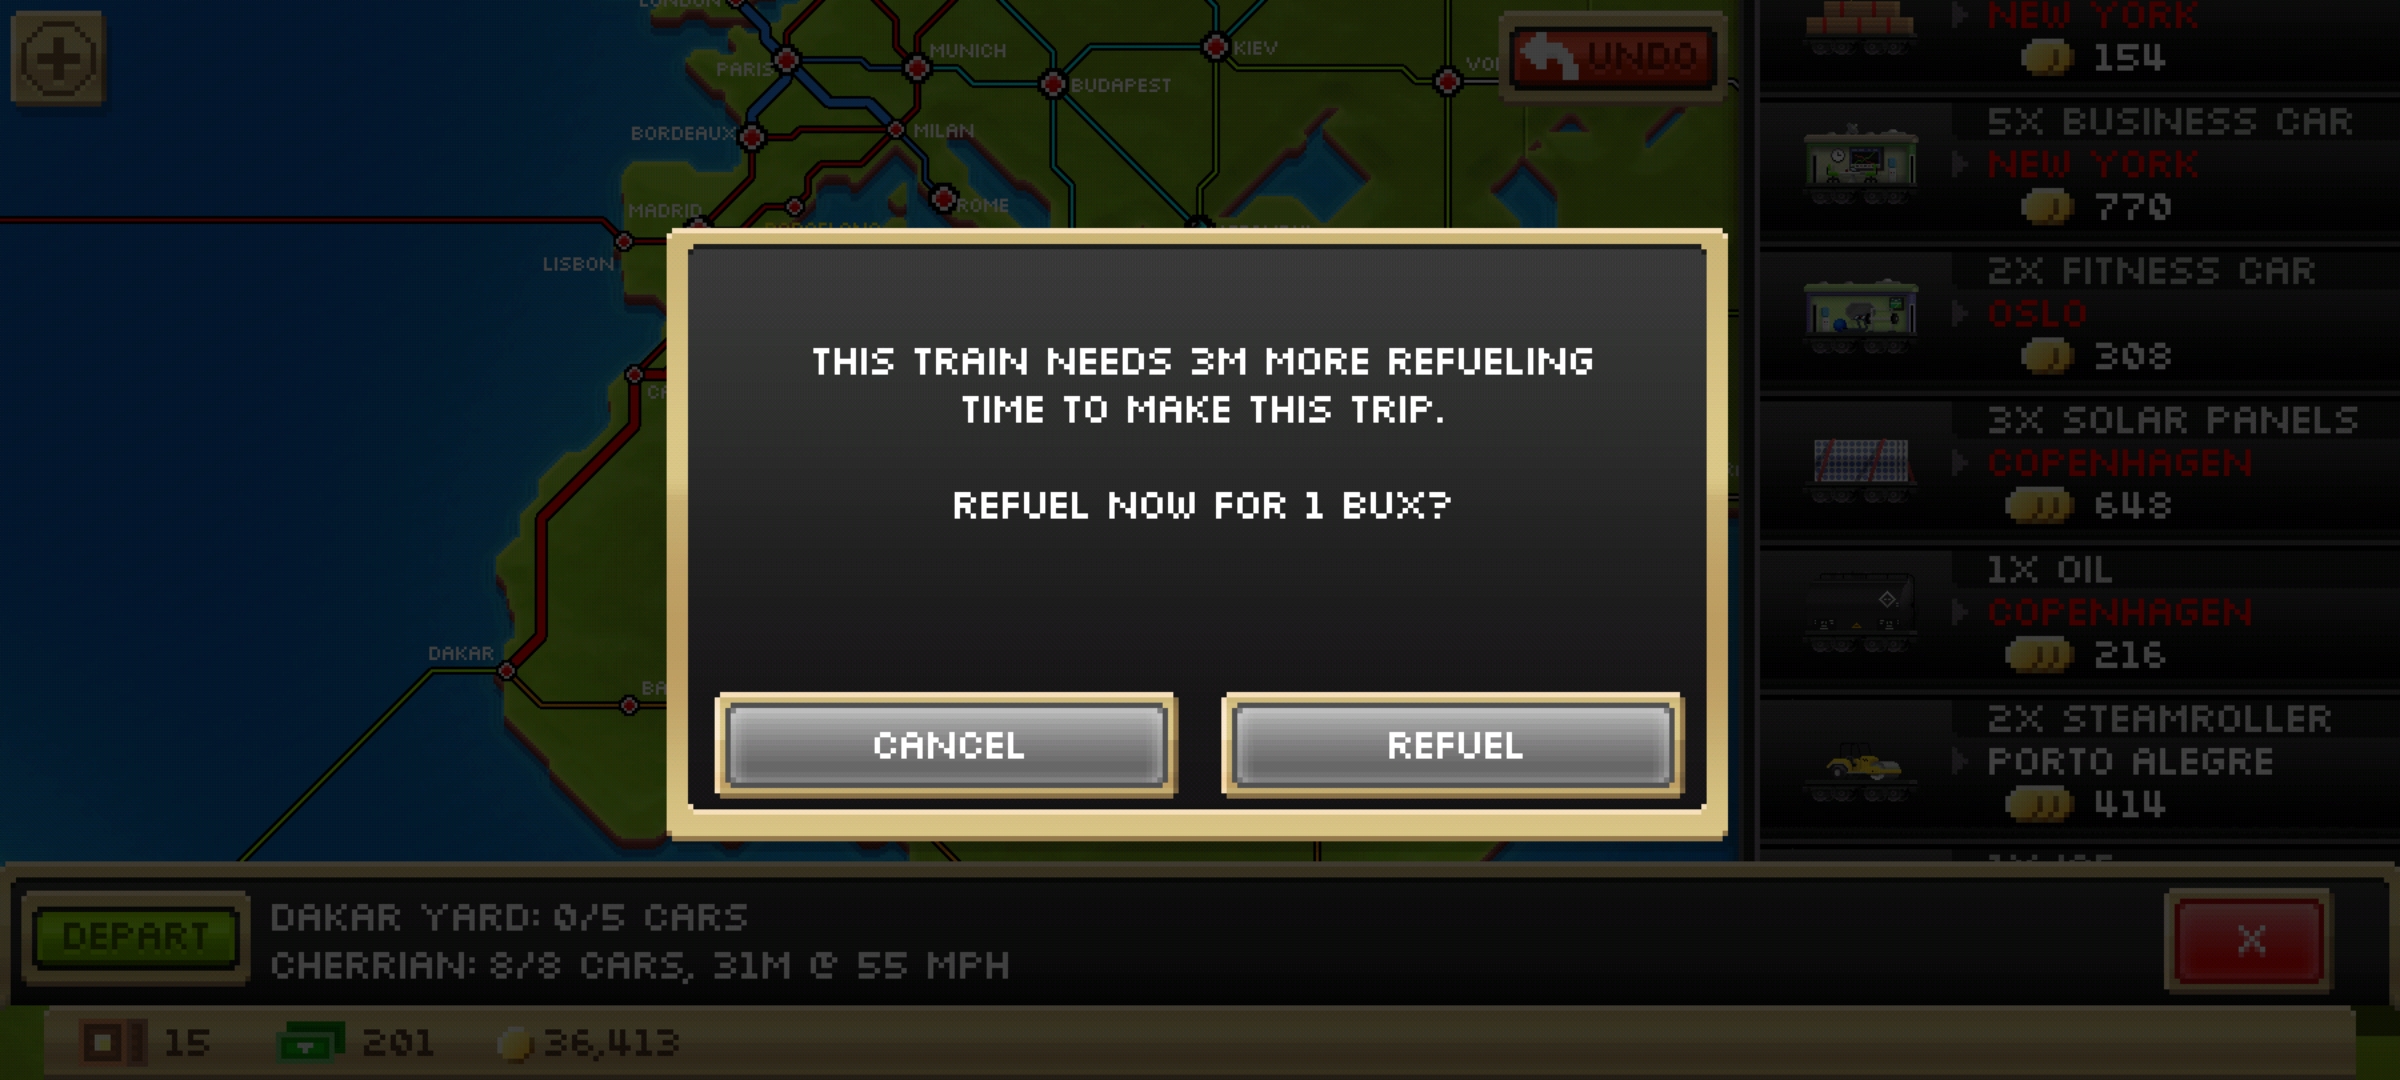 LONDON
PARIS
MUNICH
KIEV
BUDAPEST
BORDEAUX
MILAN
MADRID
ROME
LISBON
DAKAR
UNDO
THIS TRAIN NEEDS 3M MORE REFUELING
TIME TO MAKE THIS TRIP.
REFUEL NOW FOR 1 BUX?
CANCEL
REFUEL
NEW YORK
154
5X BUSINESS CAR
NEW YORK
770
2X FITNESS CAR
OSLO
308
3X SOLAR PANELS
COPENHAGEN
648
1X OIL
COPENHAGEN
216
2X STEAMROLLER
PORTO ALEGRE
414
DEPART
DAKAR YARD: 0/5 CARS
CHERRIAN: 8/8 CARS, 31M @ 55 MPH
X
15
201
36,413